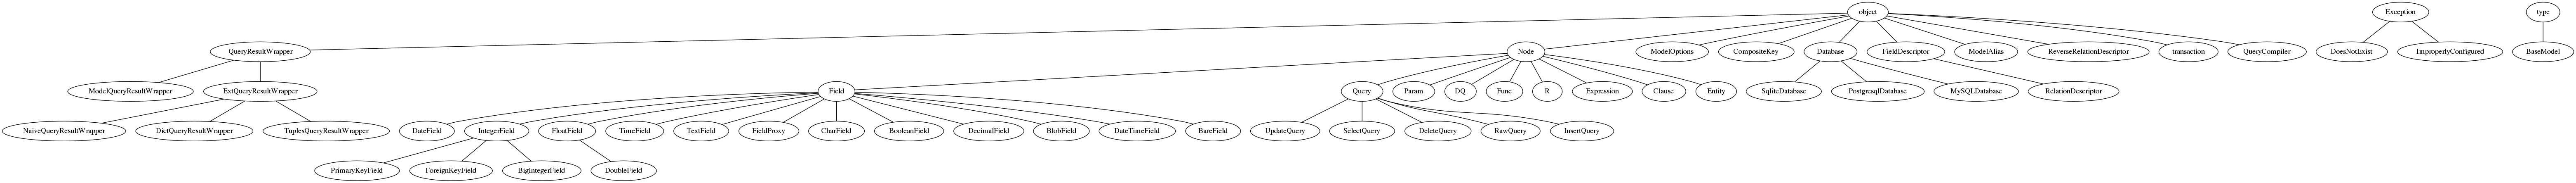 object
Exception
type
QueryResultWrapper
Node
ModelOptions
CompositeKey
Database
FieldDescriptor
ModelAlias
ReverseRelationDescriptor
transaction
QueryCompiler
DoesNotExist
ImproperlyConfigured
BaseModel
ModelQueryResultWrapper
ExtQueryResultWrapper
Field
Query
Param
DQ
Func
R
Expression
Clause
Entity
SqliteDatabase
PostgresqlDatabase
MySQLDatabase
RelationDescriptor
NaiveQueryResultWrapper
DictQueryResultWrapper
TuplesQueryResultWrapper
DateField
IntegerField
FloatField
TimeField
TextField
FieldProxy
CharField
BooleanField
DecimalField
BlobField
DateTimeField
BareField
UpdateQuery
SelectQuery
DeleteQuery
RawQuery
InsertQuery
PrimaryKeyField
ForeignKeyField
BigIntegerField
DoubleField